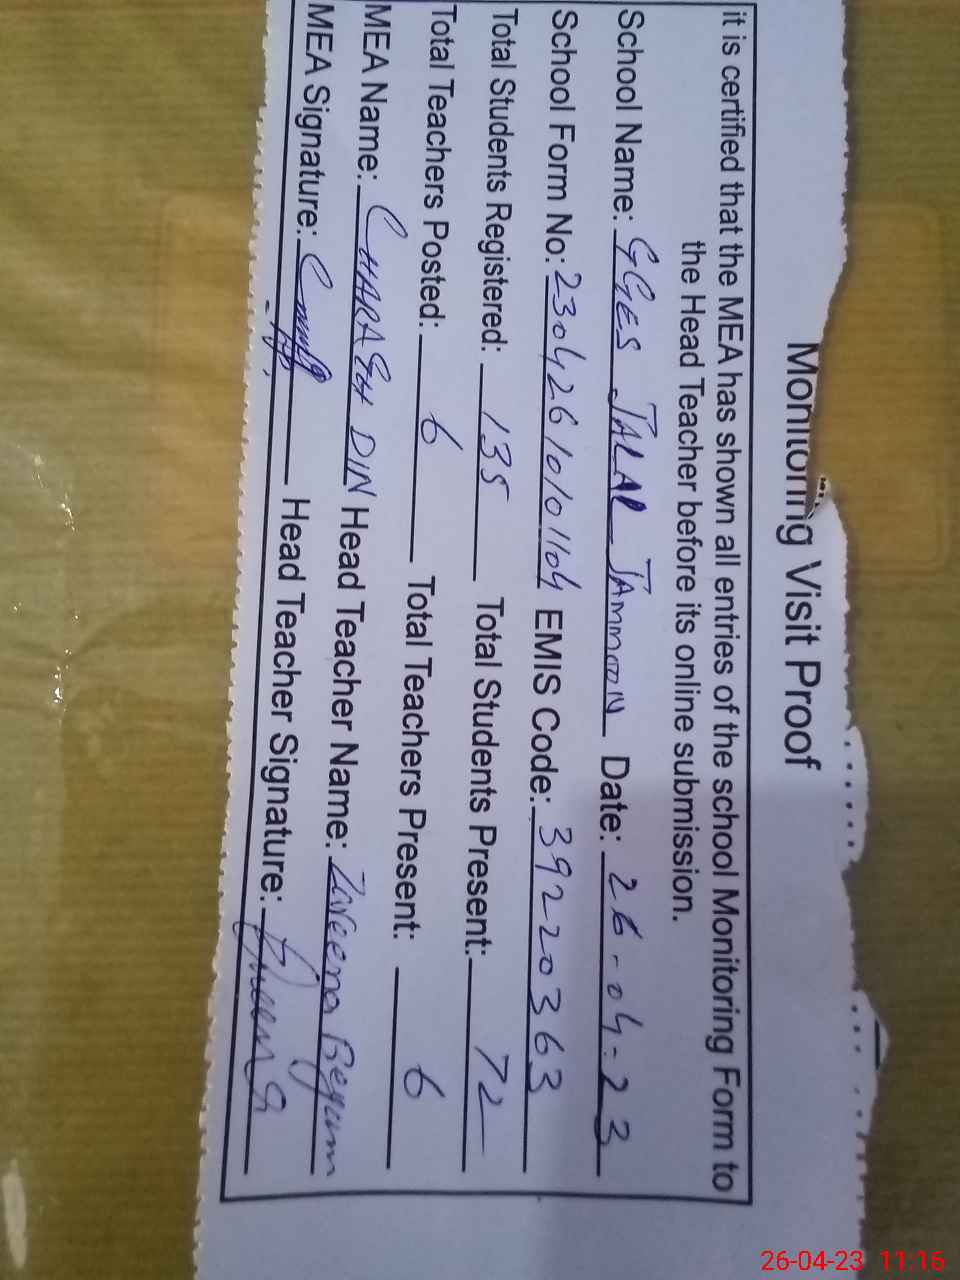 Monitoring Visit Proof
it is certified that the MEA has shown all entries of the school Monitoring Form to
the Head Teacher before its online submission.
School Name: GGES JALAL JAMMOON Date: 26-04-23
School Form No: 23042610101104 EMIS Code: 39220363
Total Students Registered: 135 Total Students Present: 72
Total Teachers Posted: 6 Total Teachers Present: 6
MEA Name: CHARAGH DIN Head Teacher Name: Begum
MEA Signature: Head Teacher Signature:
26-04-23 11:16